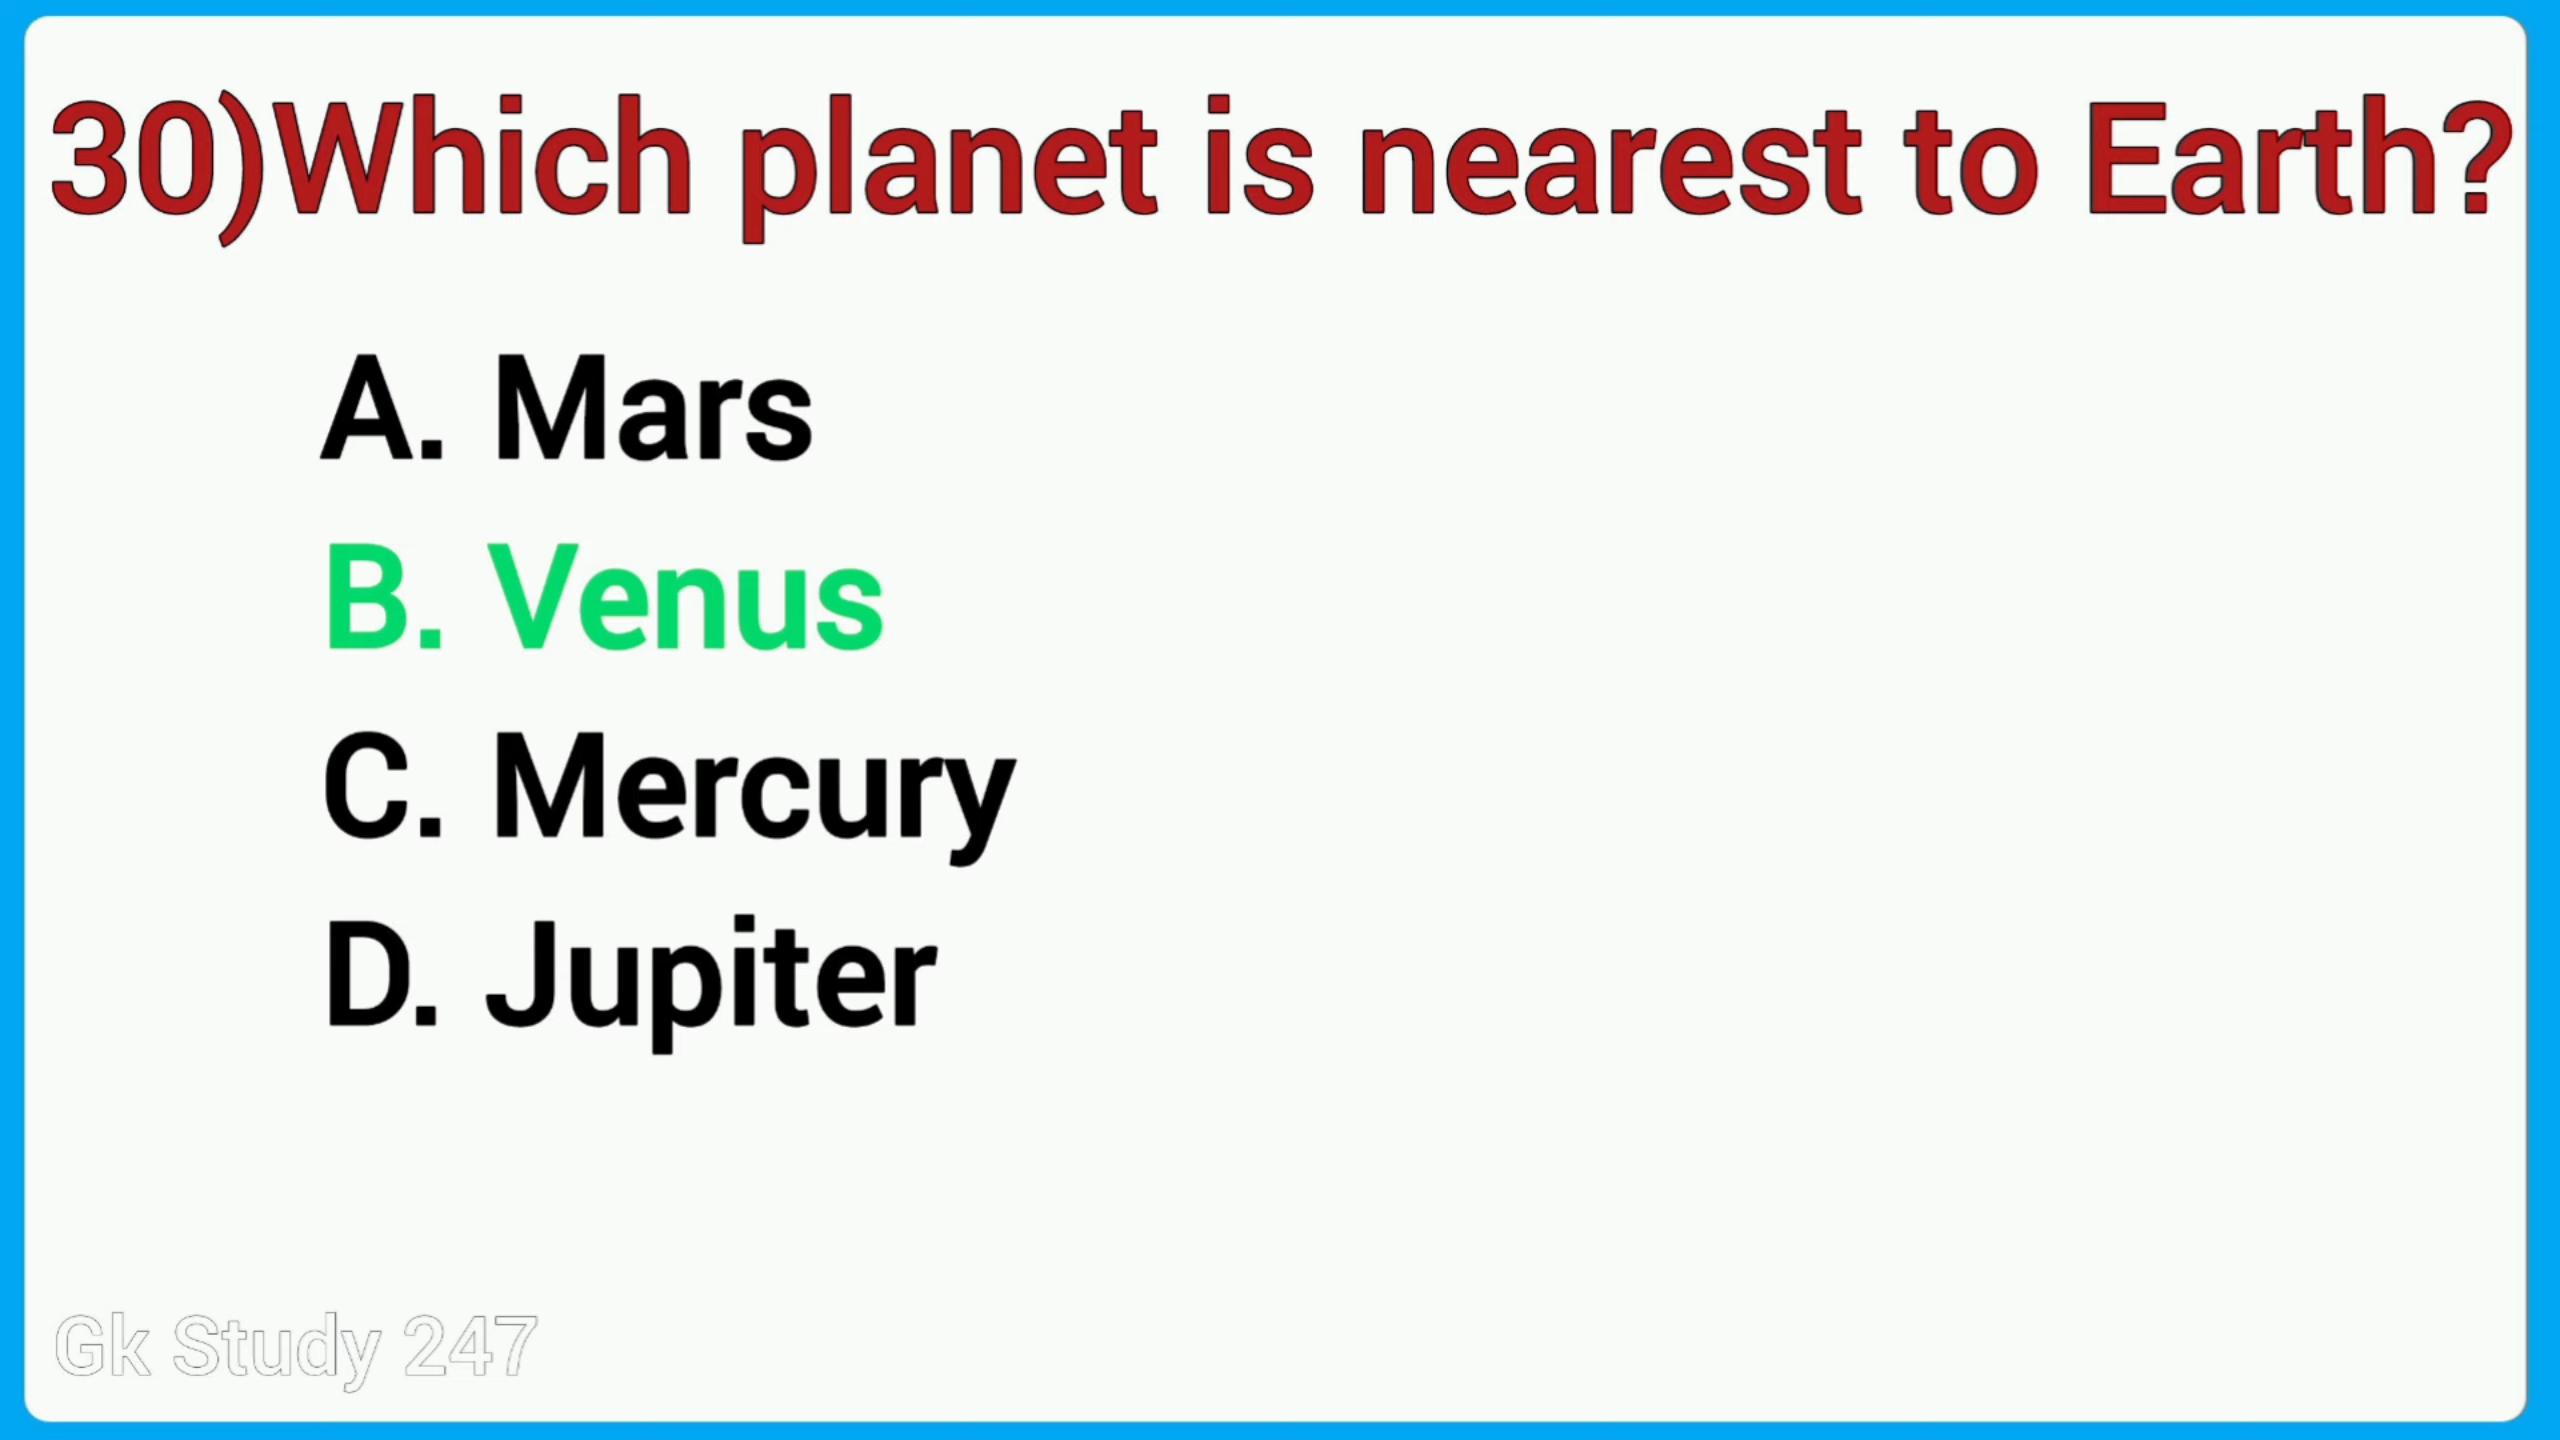 30)Which planet is nearest to Earth?
A. Mars
B. Venus
C. Mercury
D. Jupiter
Gk Study 247